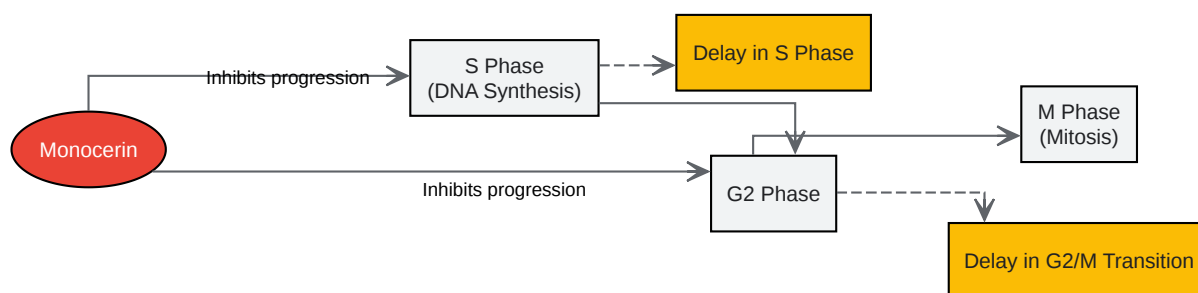 Delay in S Phase
S Phase
(DNA Synthesis)
Inhibits progression
M Phase
(Mitosis)
Monocerin
Inhibits progression
G2 Phase
Delay in G2/M Transition